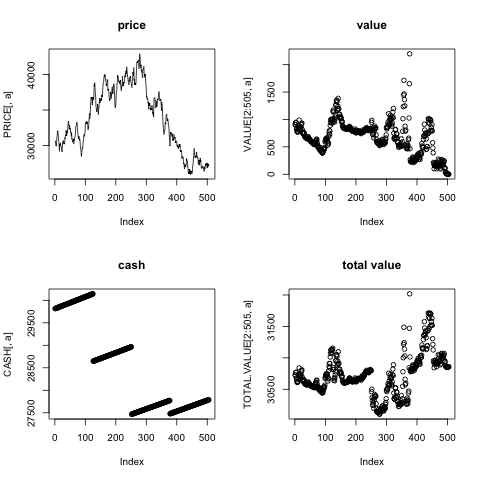 price
PRICE[, a]
30000 40000
0 100 200 300 400 500
Index
value
VALUE[2:505, a]
0 500 1500
0 100 200 300 400 500
Index
cash
CASH[, a]
27500 28500 29500
0 100 200 300 400 500
Index
total value
TOTAL.VALUE[2:505, a]
30500 31500
0 100 200 300 400 500
Index